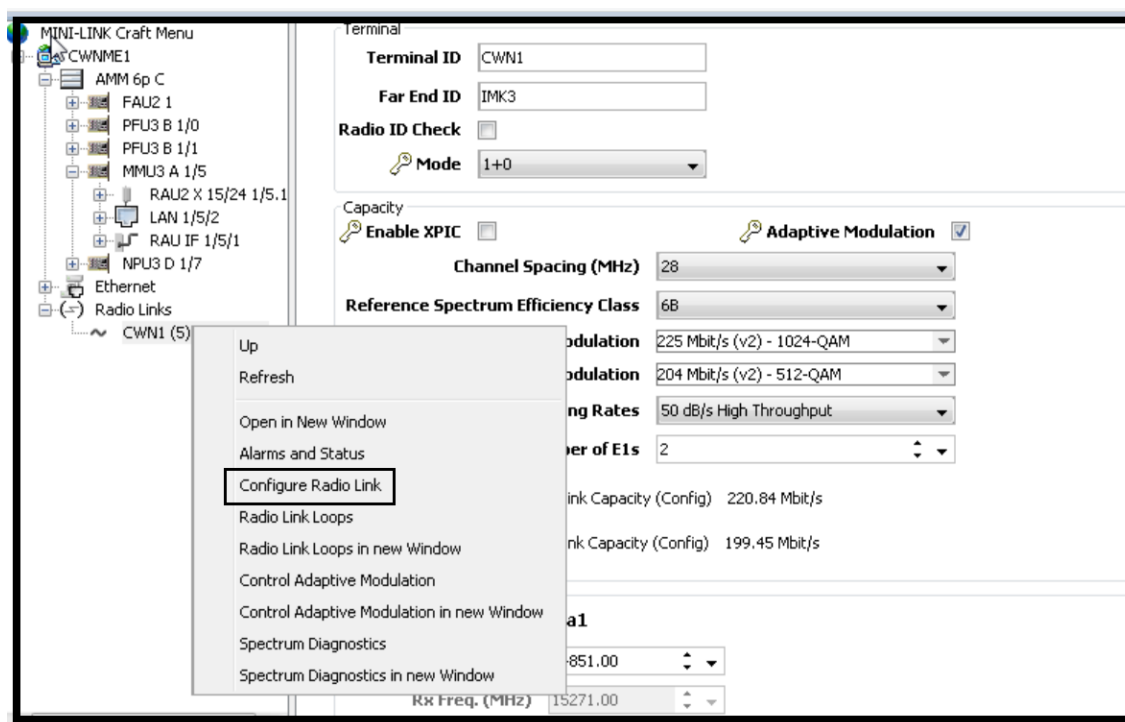 MINI-LINK Craft Menu
CWNME1
AMM 6p C
FAU2 1
PFU3 B 1/0
PFU3 B 1/1
MMU3 A 1/5
RAU2 X 15/24 1/5.1
LAN 1/5/2
RAU IF 1/5/1
NPU3 D 1/7
Ethernet
Radio Links
CWN1 (5)
Up
Refresh
Open in New Window
Alarms and Status
Configure Radio Link
Radio Link Loops
Radio Link Loops in new Window
Control Adaptive Modulation
Control Adaptive Modulation in new Window
Spectrum Diagnostics
Spectrum Diagnostics in new Window
Terminal
Terminal ID CWN1
Far End ID IMK3
Radio ID Check
Mode 1+0
Capacity
Enable XPIC Adaptive Modulation
Channel Spacing (MHz) 28
Reference Spectrum Efficiency Class 6B
odulation 225 Mbit/s (v2) - 1024-QAM
odulation 204 Mbit/s (v2) - 512-QAM
ng Rates 50 dB/s High Throughput
ber of E1s 2
ink Capacity (Config) 220.84 Mbit/s
nk Capacity (Config) 199.45 Mbit/s
a1
851.00
Rx Freq. (MHz) 15271.00